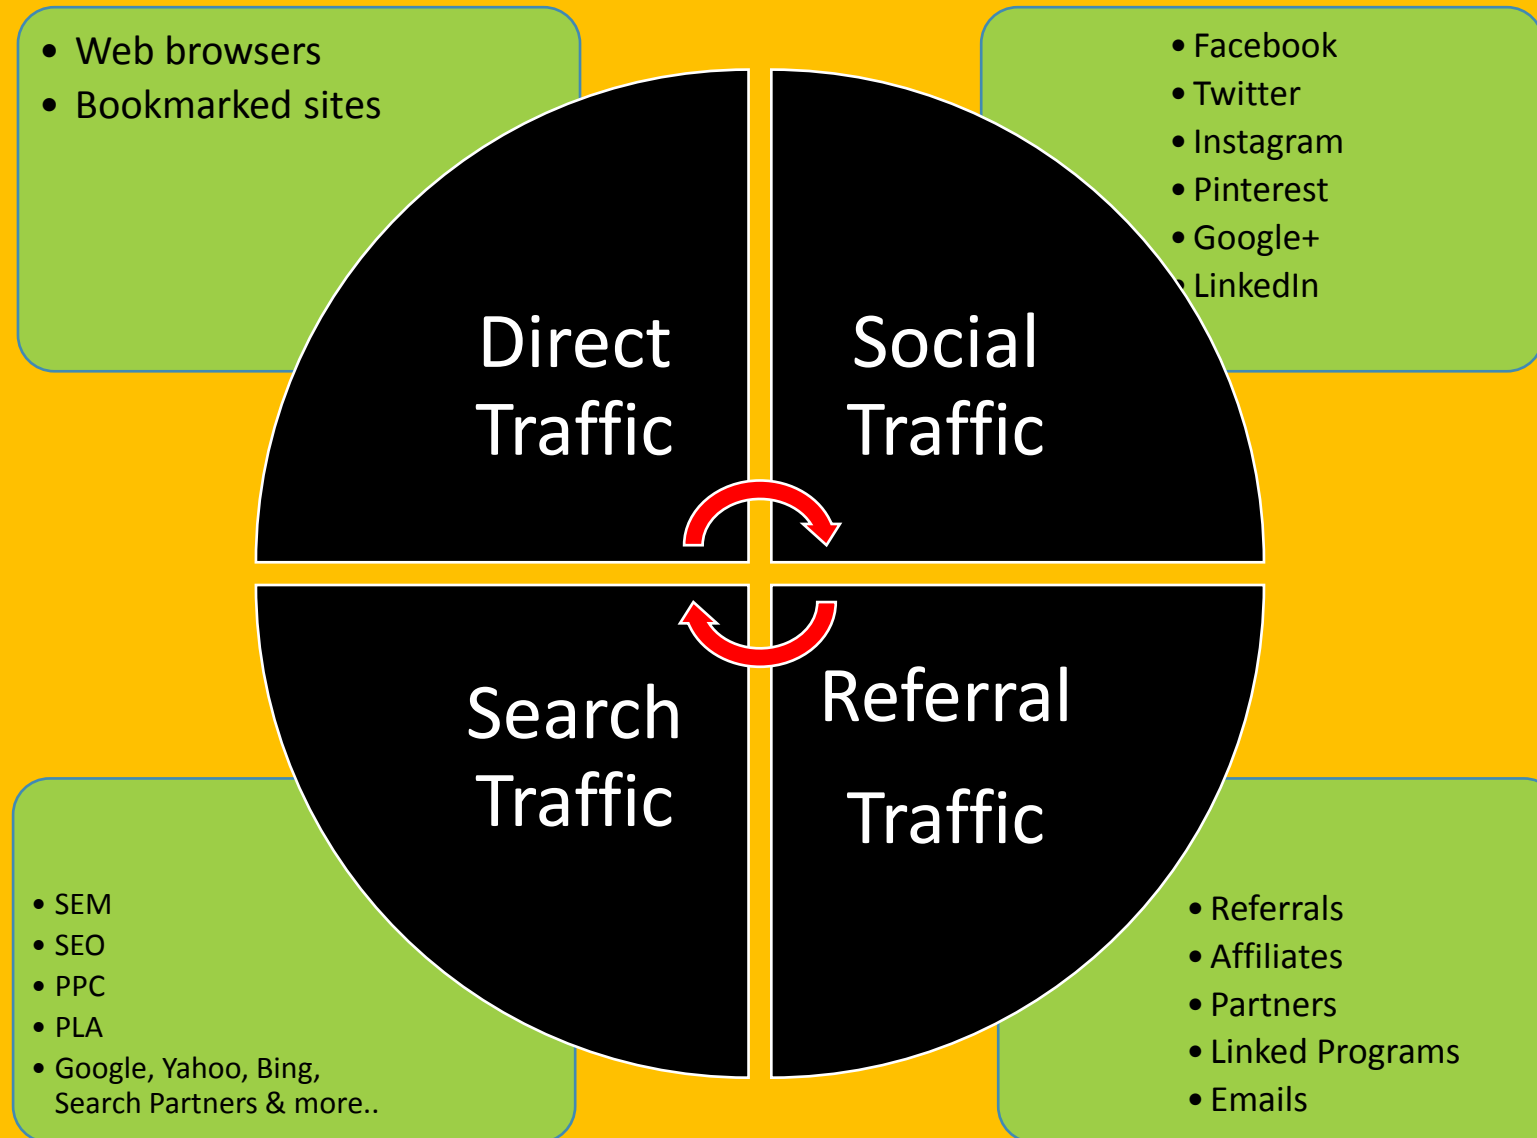 • Web browsers
• Bookmarked sites
• Facebook
• Twitter
• Instagram
• Pinterest
• Google+
• LinkedIn
Direct
Traffic
Social
Traffic
Search
Traffic
Referral
Traffic
• SEM
• SEO
• PPC
• PLA
• Google, Yahoo, Bing,
Search Partners & more..
• Referrals
• Affiliates
• Partners
• Linked Programs
• Emails